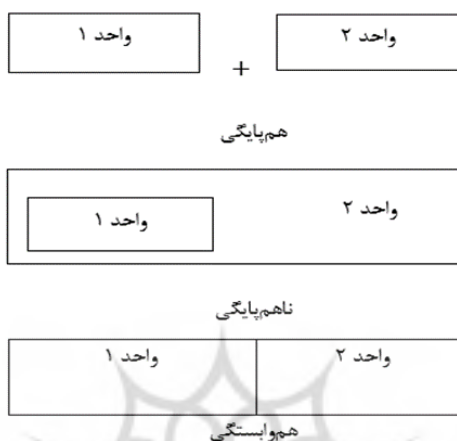 واحد ۲ + واحد ۱
هم‌پایگی
واحد ۲ واحد ۱
ناهم‌پایگی
واحد ۲ واحد ۱
هم‌وابستگی